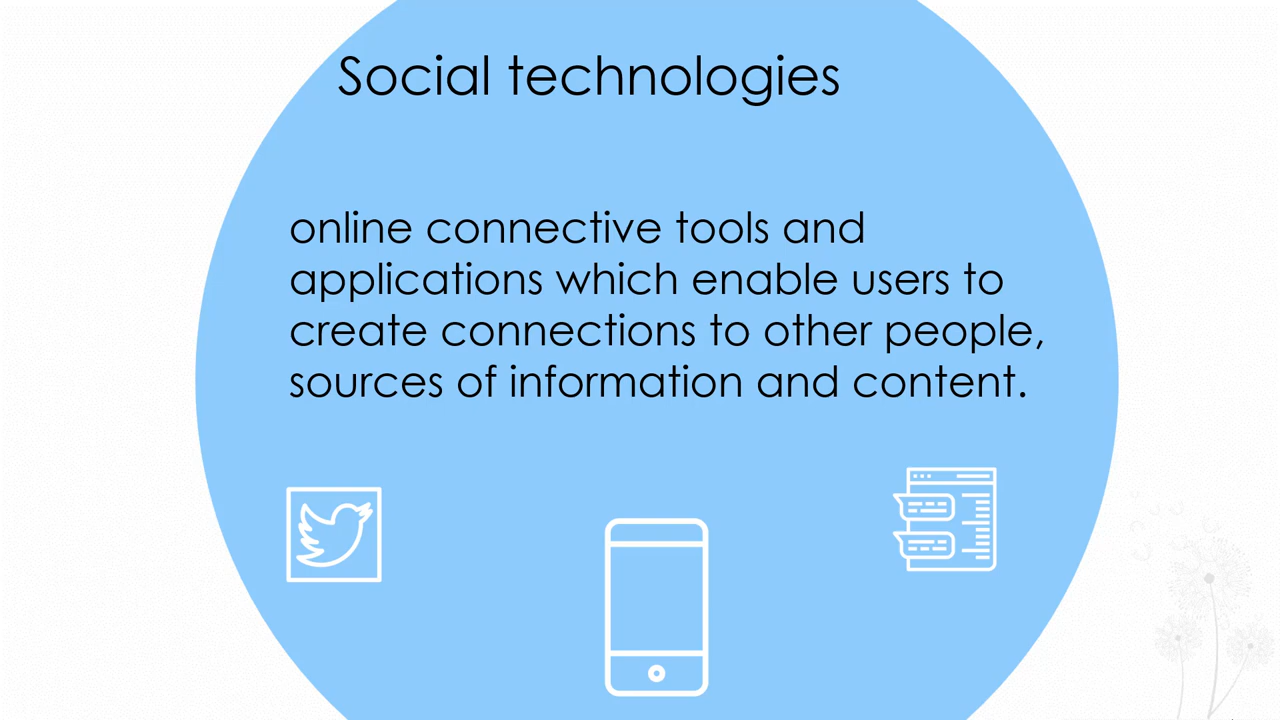 Social technologies
online connective tools and
applications which enable users to
create connections to other people,
sources of information and content.